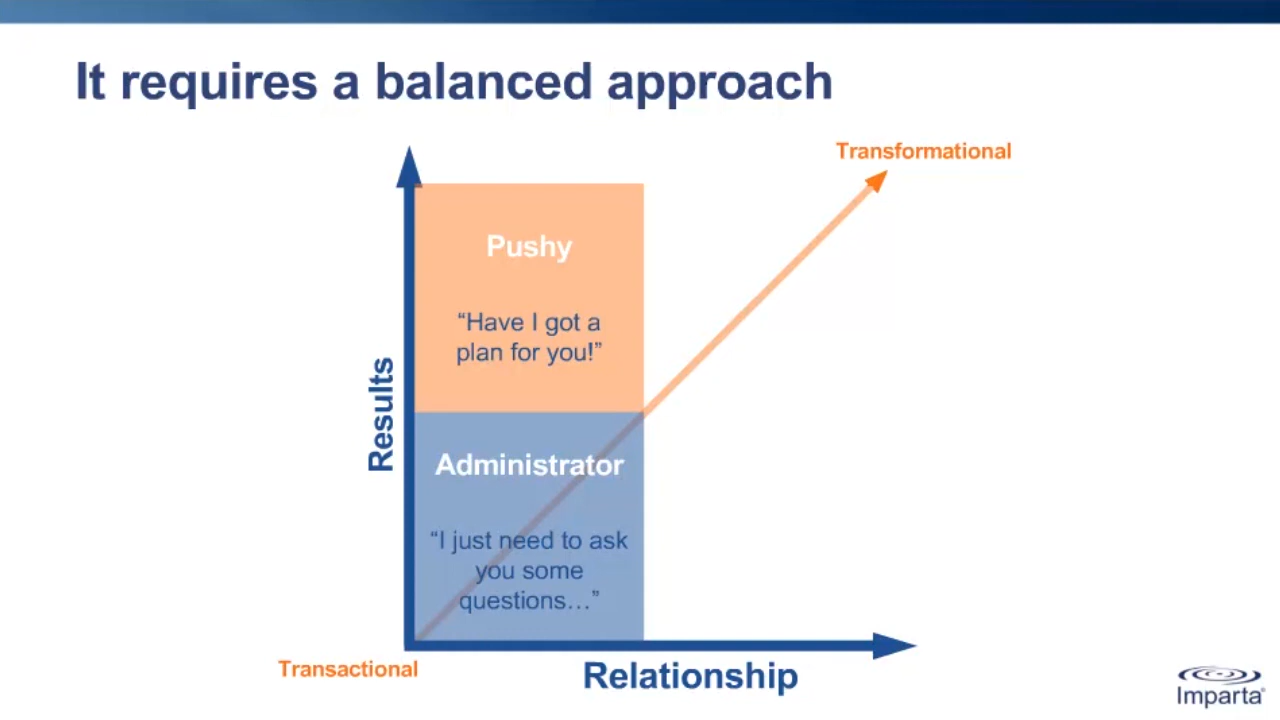 It requires a balanced approach
Transformational
Pushy
“Have I got a
plan for you!”
Results
Administrator
“I just need to ask
you some
questions…”
Transactional
Relationship
Imparta®